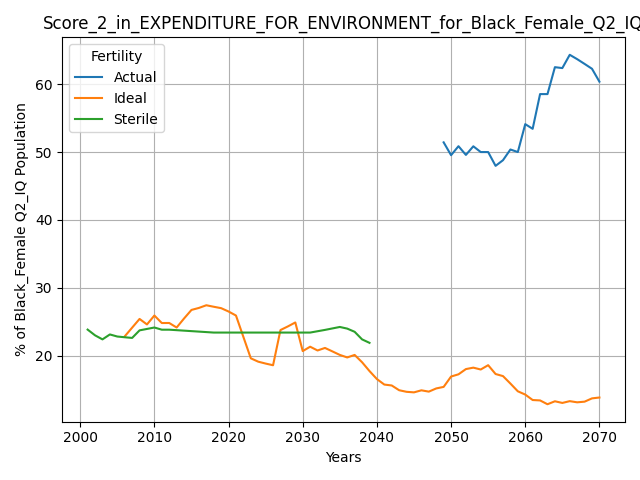 Score_2_in_EXPENDITURE_FOR_ENVIRONMENT_for_Black_Female_Q2_IQ
Fertility
Actual
Ideal
Sterile
% of Black_Female Q2_IQ Population
60
50
40
30
20
2000 2010 2020 2030 2040 2050 2060 2070
Years